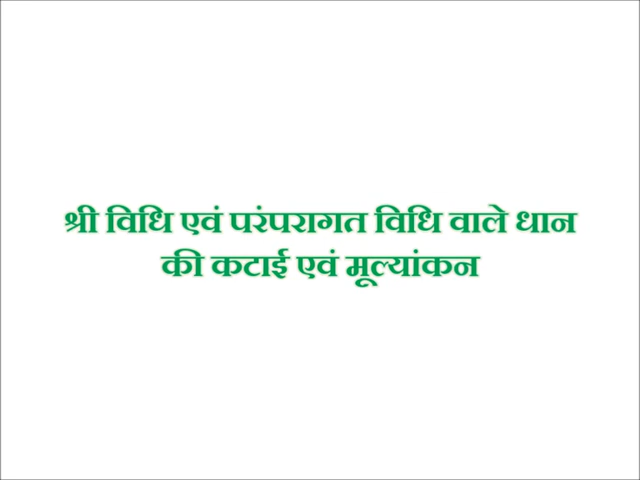 श्री विधि एवं परंपरागत विधि वाले धान
की कटाई एवं मूल्यांकन